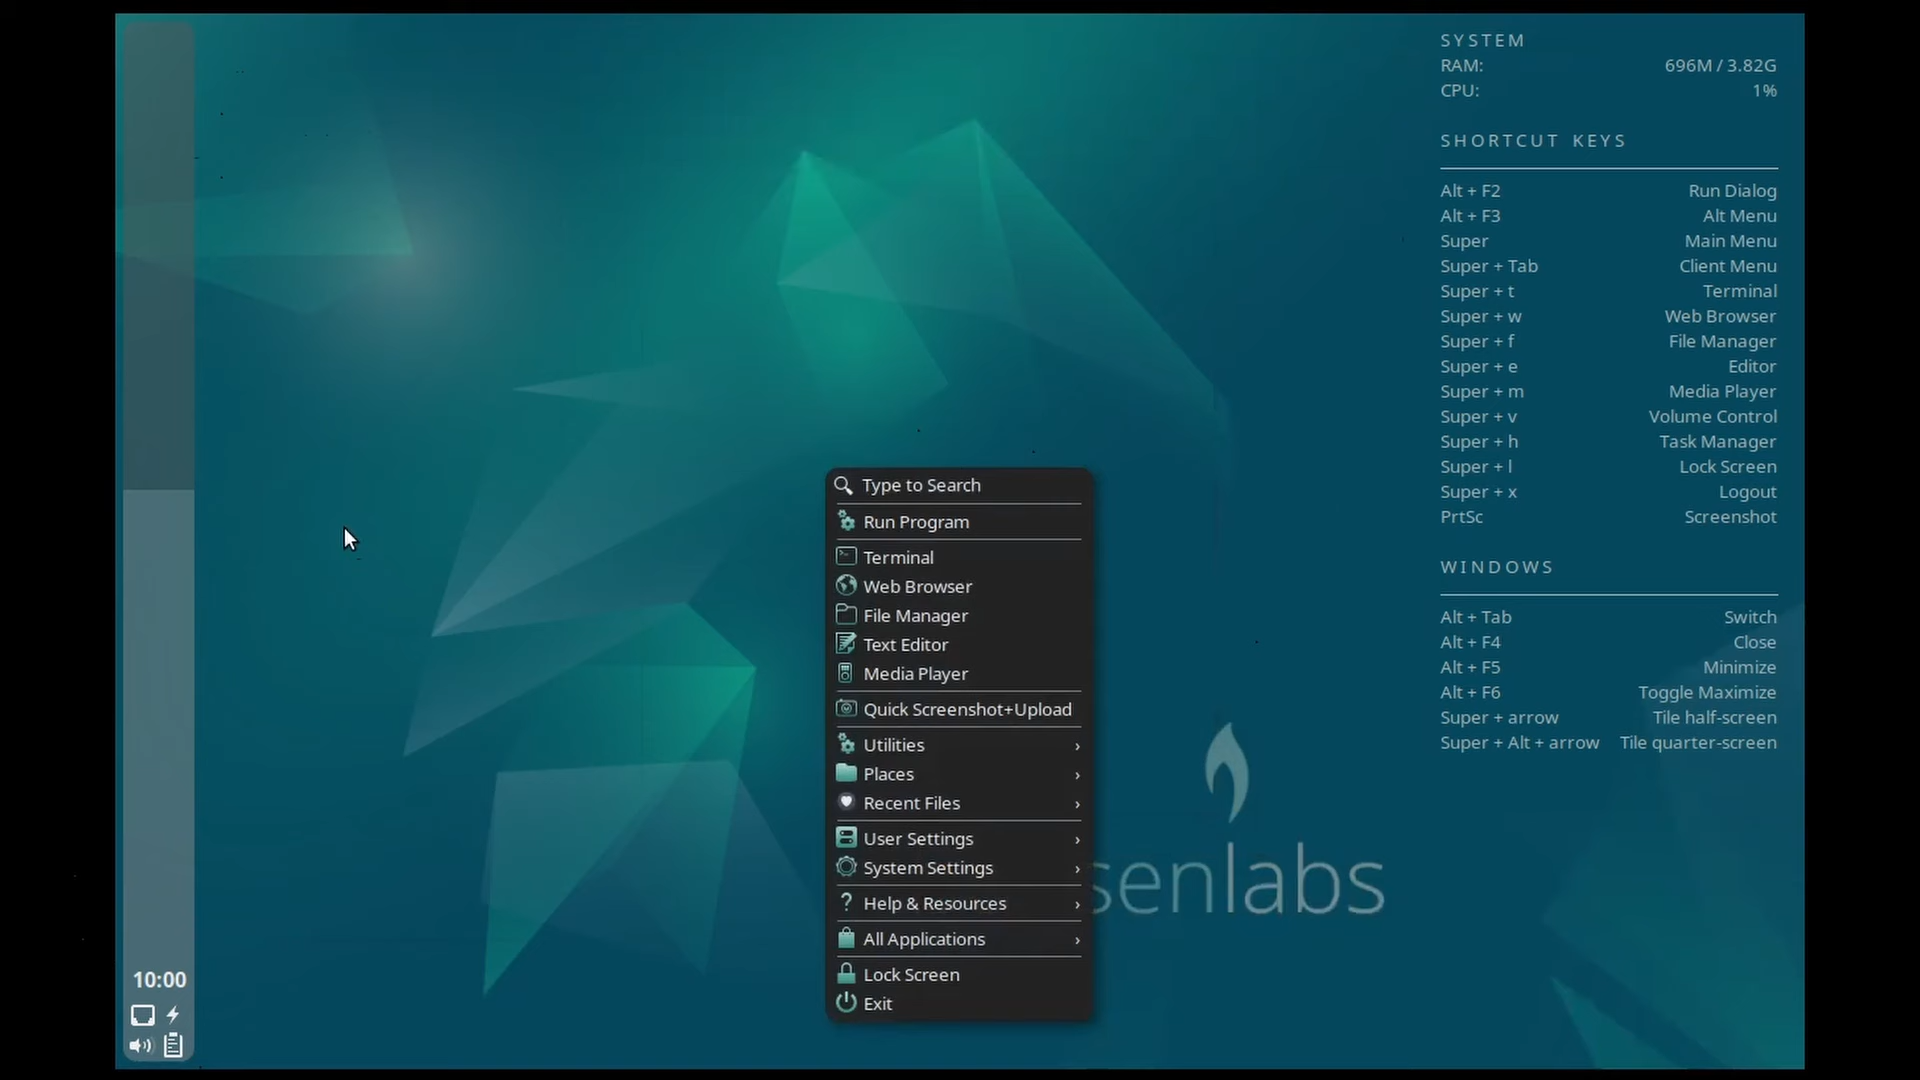 SYSTEM
RAM: 696M / 3.82G
CPU: 1%
SHORTCUT KEYS
Alt + F2 Run Dialog
Alt + F3 Alt Menu
Super Main Menu
Super + Tab Client Menu
Super + t Terminal
Super + w Web Browser
Super + f File Manager
Super + e Editor
Super + m Media Player
Super + v Volume Control
Super + h Task Manager
Super + l Lock Screen
Super + x Logout
PrtSc Screenshot
WINDOWS
Alt + Tab Switch
Alt + F4 Close
Alt + F5 Minimize
Alt + F6 Toggle Maximize
Super + arrow Tile half-screen
Super + Alt + arrow Tile quarter-screen
Type to Search
Run Program
Terminal
Web Browser
File Manager
Text Editor
Media Player
Quick Screenshot+Upload
Utilities ›
Places ›
Recent Files ›
User Settings ›
System Settings ›
Help & Resources ›
All Applications ›
Lock Screen
Exit
senlabs
10:00